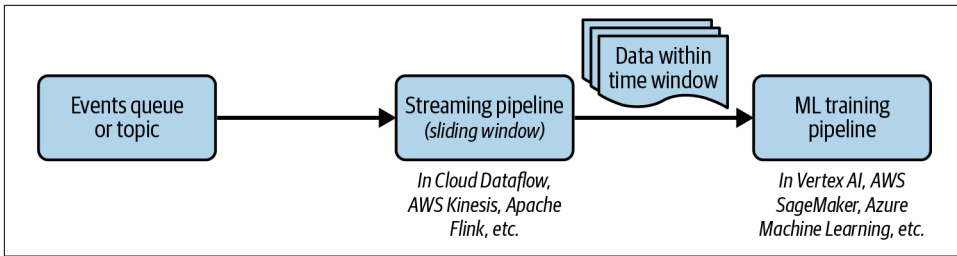 Events queue
or topic
Streaming pipeline
(sliding window)
In Cloud Dataflow,
AWS Kinesis, Apache
Flink, etc.
Data within
time window
ML training
pipeline
In Vertex AI, AWS
SageMaker, Azure
Machine Learning, etc.